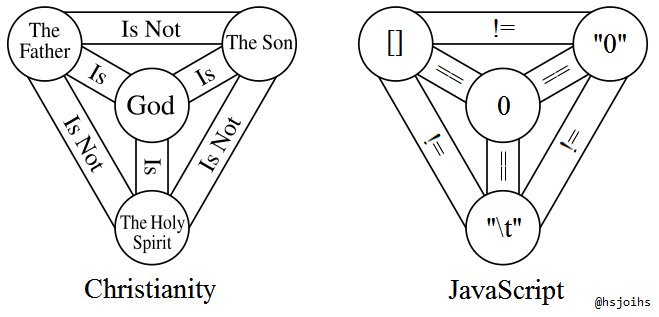 The
Father
Is Not
The Son
Is
Is
God
Is Not
Is
Is Not
The Holy
Spirit
Christianity
[]
!=
"0"
==
==
0
!=
==
!=
"\t"
JavaScript
@hsjoihs